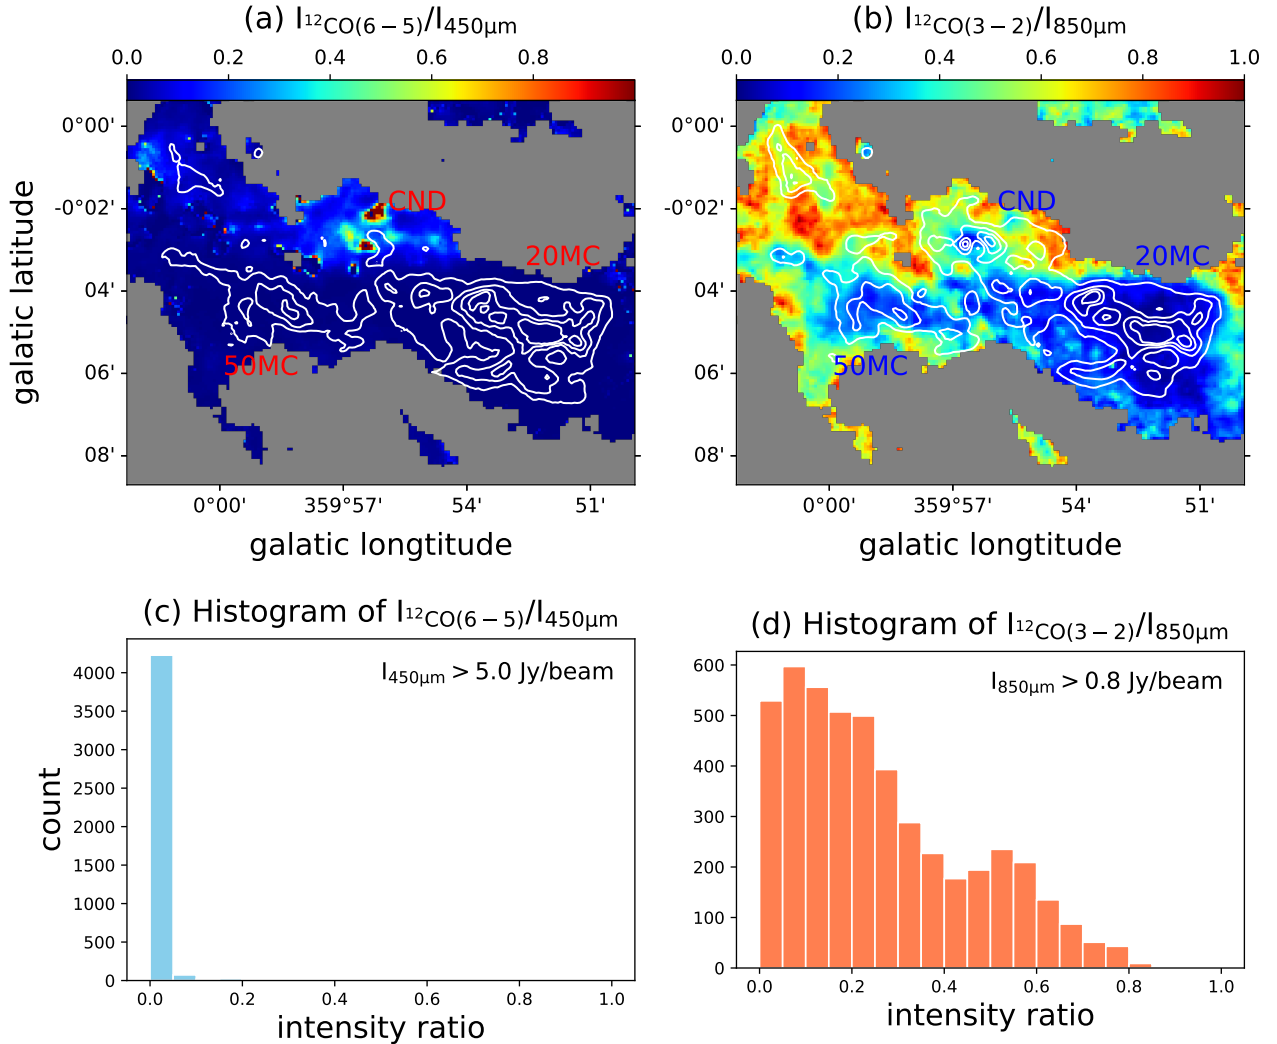 (a) I¹²CO(6 − 5)/I450μm
(b) I¹²CO(3 − 2)/I850μm
0.0 0.2 0.4 0.6 0.8
0.0 0.2 0.4 0.6 0.8 1.0
0°00'
-0°02'
04'
06'
08'
0°00'
-0°02'
04'
06'
08'
galatic latitude
CND
20MC
50MC
CND
20MC
50MC
0°00' 359°57' 54' 51'
0°00' 359°57' 54' 51'
galatic longtitude
galatic longtitude
(c) Histogram of I¹²CO(6 − 5)/I450μm
I450μm > 5.0 Jy/beam
4000
3500
3000
2500
2000
1500
1000
500
0
count
0.0 0.2 0.4 0.6 0.8 1.0
intensity ratio
(d) Histogram of I¹²CO(3 − 2)/I850μm
I850μm > 0.8 Jy/beam
600
500
400
300
200
100
0
0.0 0.2 0.4 0.6 0.8 1.0
intensity ratio